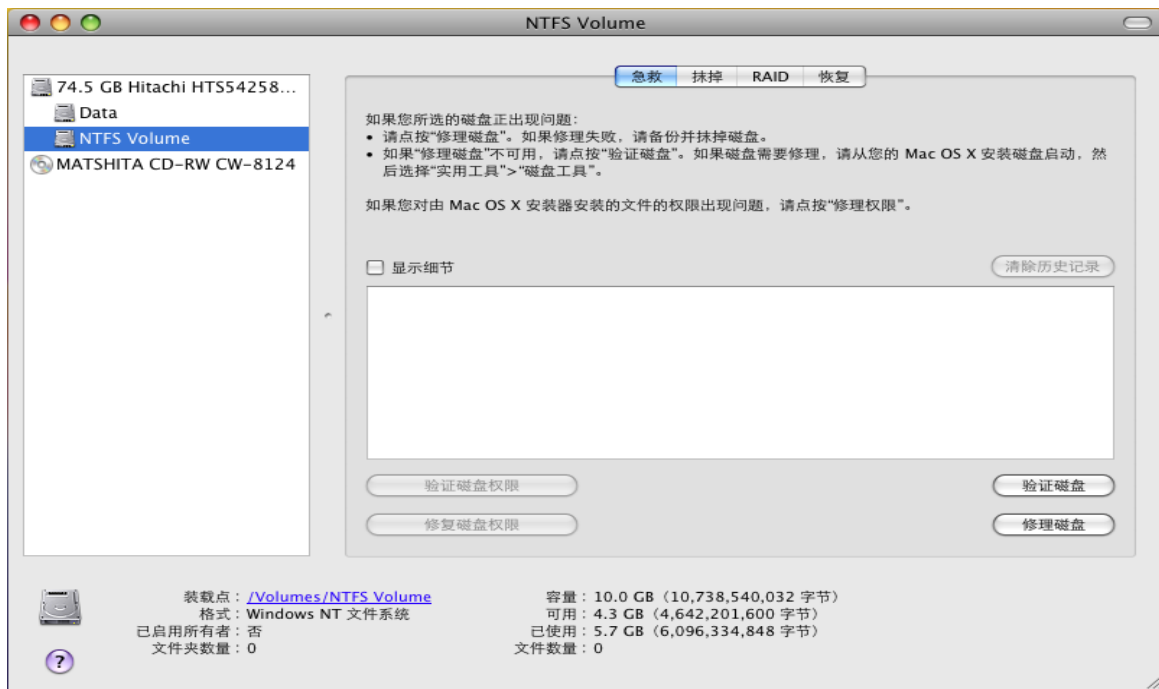 NTFS Volume
74.5 GB Hitachi HTS54258...
Data
NTFS Volume
MATSHITA CD-RW CW-8124
急救 抹掉 RAID 恢复
如果您所选的磁盘正出现问题:
• 请点按“修理磁盘”。如果修理失败, 请备份并抹掉磁盘。
• 如果“修理磁盘”不可用, 请点按“验证磁盘”。如果磁盘需要修理, 请从您的 Mac OS X 安装磁盘启动, 然
后选择“实用工具”>“磁盘工具”。
如果您对由 Mac OS X 安装器安装的文件的权限出现问题, 请点按“修理权限”。
显示细节
清除历史记录
验证磁盘权限
验证磁盘
修复磁盘权限
修理磁盘
装载点 : /Volumes/NTFS Volume
格式 : Windows NT 文件系统
已启用所有者 : 否
文件夹数量 : 0
容量 : 10.0 GB (10,738,540,032 字节)
可用 : 4.3 GB (4,642,201,600 字节)
已使用 : 5.7 GB (6,096,334,848 字节)
文件数量 : 0
?